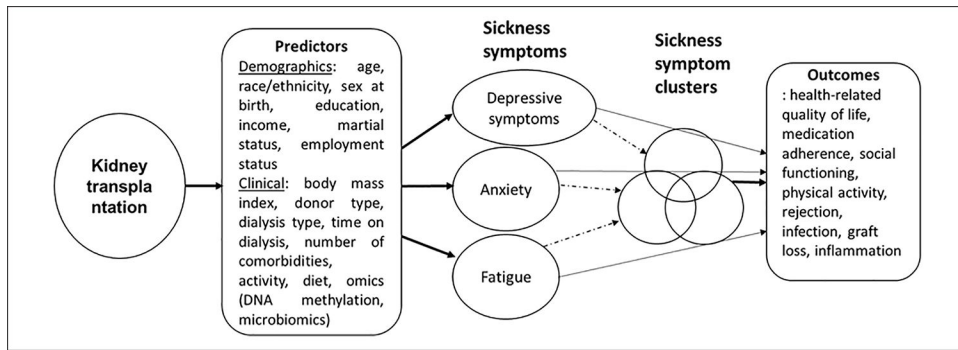 Kidney
transpla
ntation
Predictors
Demographics: age,
race/ethnicity, sex at
birth, education,
income, martial
status, employment
status
Clinical: body mass
index, donor type,
dialysis type, time on
dialysis, number of
comorbidities,
activity, diet, omics
(DNA methylation,
microbiomics)
Sickness
symptoms
Depressive
symptoms
Anxiety
Fatigue
Sickness
symptom
clusters
Outcomes
: health-related
quality of life,
medication
adherence, social
functioning,
physical activity,
rejection,
infection, graft
loss, inflammation